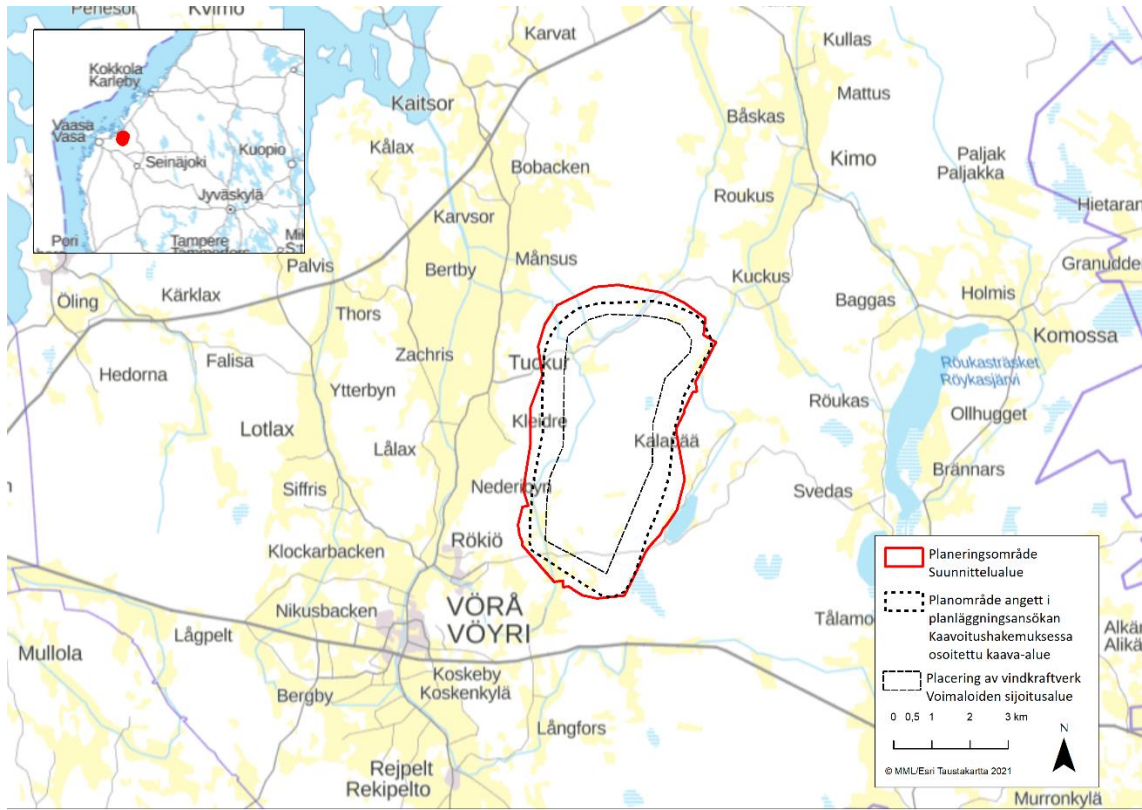 Kvimo
Karvat
Kullas
Kaitsor
Mattus
Båskas
Kålax
Bobacken
Kimo
Paljak
Paljakka
Roukus
Hietaran
Karvsor
Månsus
Granudden
Palvis
Bertby
Kuckus
Öling
Kärklax
Baggas
Holmis
Thors
Komossa
Hedorna
Falisa
Zachris
Tuckur
Röukasträsket
Röykasjärvi
Ytterbyn
Röukas
Ollhugget
Lotlax
Kleidre
Kalapää
Lålax
Brännars
Siffris
Nederbyn
Svedas
Klockarbacken
Rökiö
Nikusbacken
VÖRÅ
VÖYRI
Lågpelt
Mullola
Koskeby
Koskenkylä
Bergby
Långfors
Rejpelt
Rekipelto
Murronkylä
Kokkola
Karleby
Vaasa
Vasa
Seinäjoki
Kuopio
Jyväskylä
Pori
Tampere
Planeringsområde
Suunnittelualue
Planområde angett i
planläggningsansökan
Kaavoitushakemuksessa
osoitettu kaava-alue
Placering av vindkraftverk
Voimaloiden sijoitusalue
0 0,5 1 2 3 km
N
© MML/Esri Taustakartta 2021